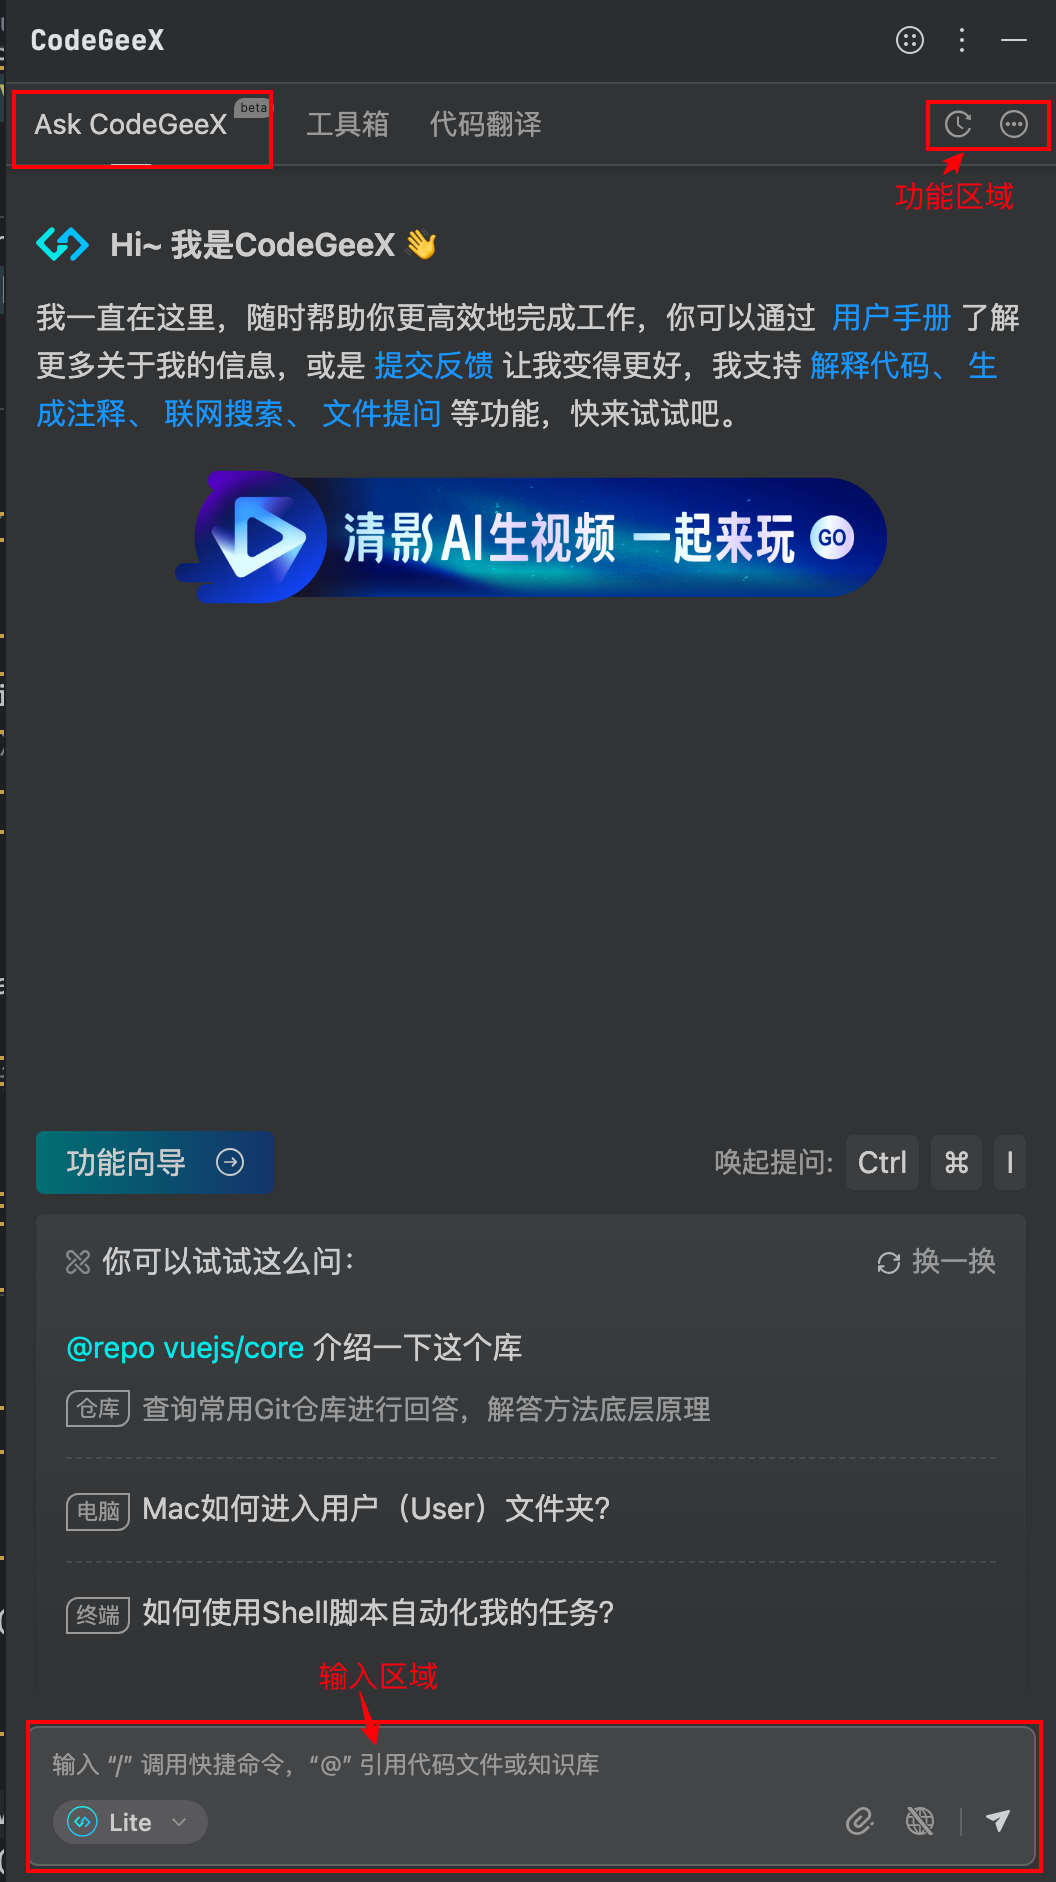 CodeGeeX
Ask CodeGeeX beta 工具箱 代码翻译
功能区域
Hi~ 我是CodeGeeX 👋
我一直在这里，随时帮助你更高效地完成工作，你可以通过 用户手册 了解
更多关于我的信息，或是 提交反馈 让我变得更好，我支持 解释代码、 生
成注释、 联网搜索、 文件提问 等功能，快来试试吧。
清影AI生视频 一起来玩 GO
功能向导 唤起提问: Ctrl ⌘ I
你可以试试这么问: 换一换
@repo vuejs/core 介绍一下这个库
仓库 查询常用Git仓库进行回答，解答方法底层原理
电脑 Mac如何进入用户（User）文件夹?
终端 如何使用Shell脚本自动化我的任务?
输入区域
输入 “/” 调用快捷命令，“@” 引用代码文件或知识库
Lite